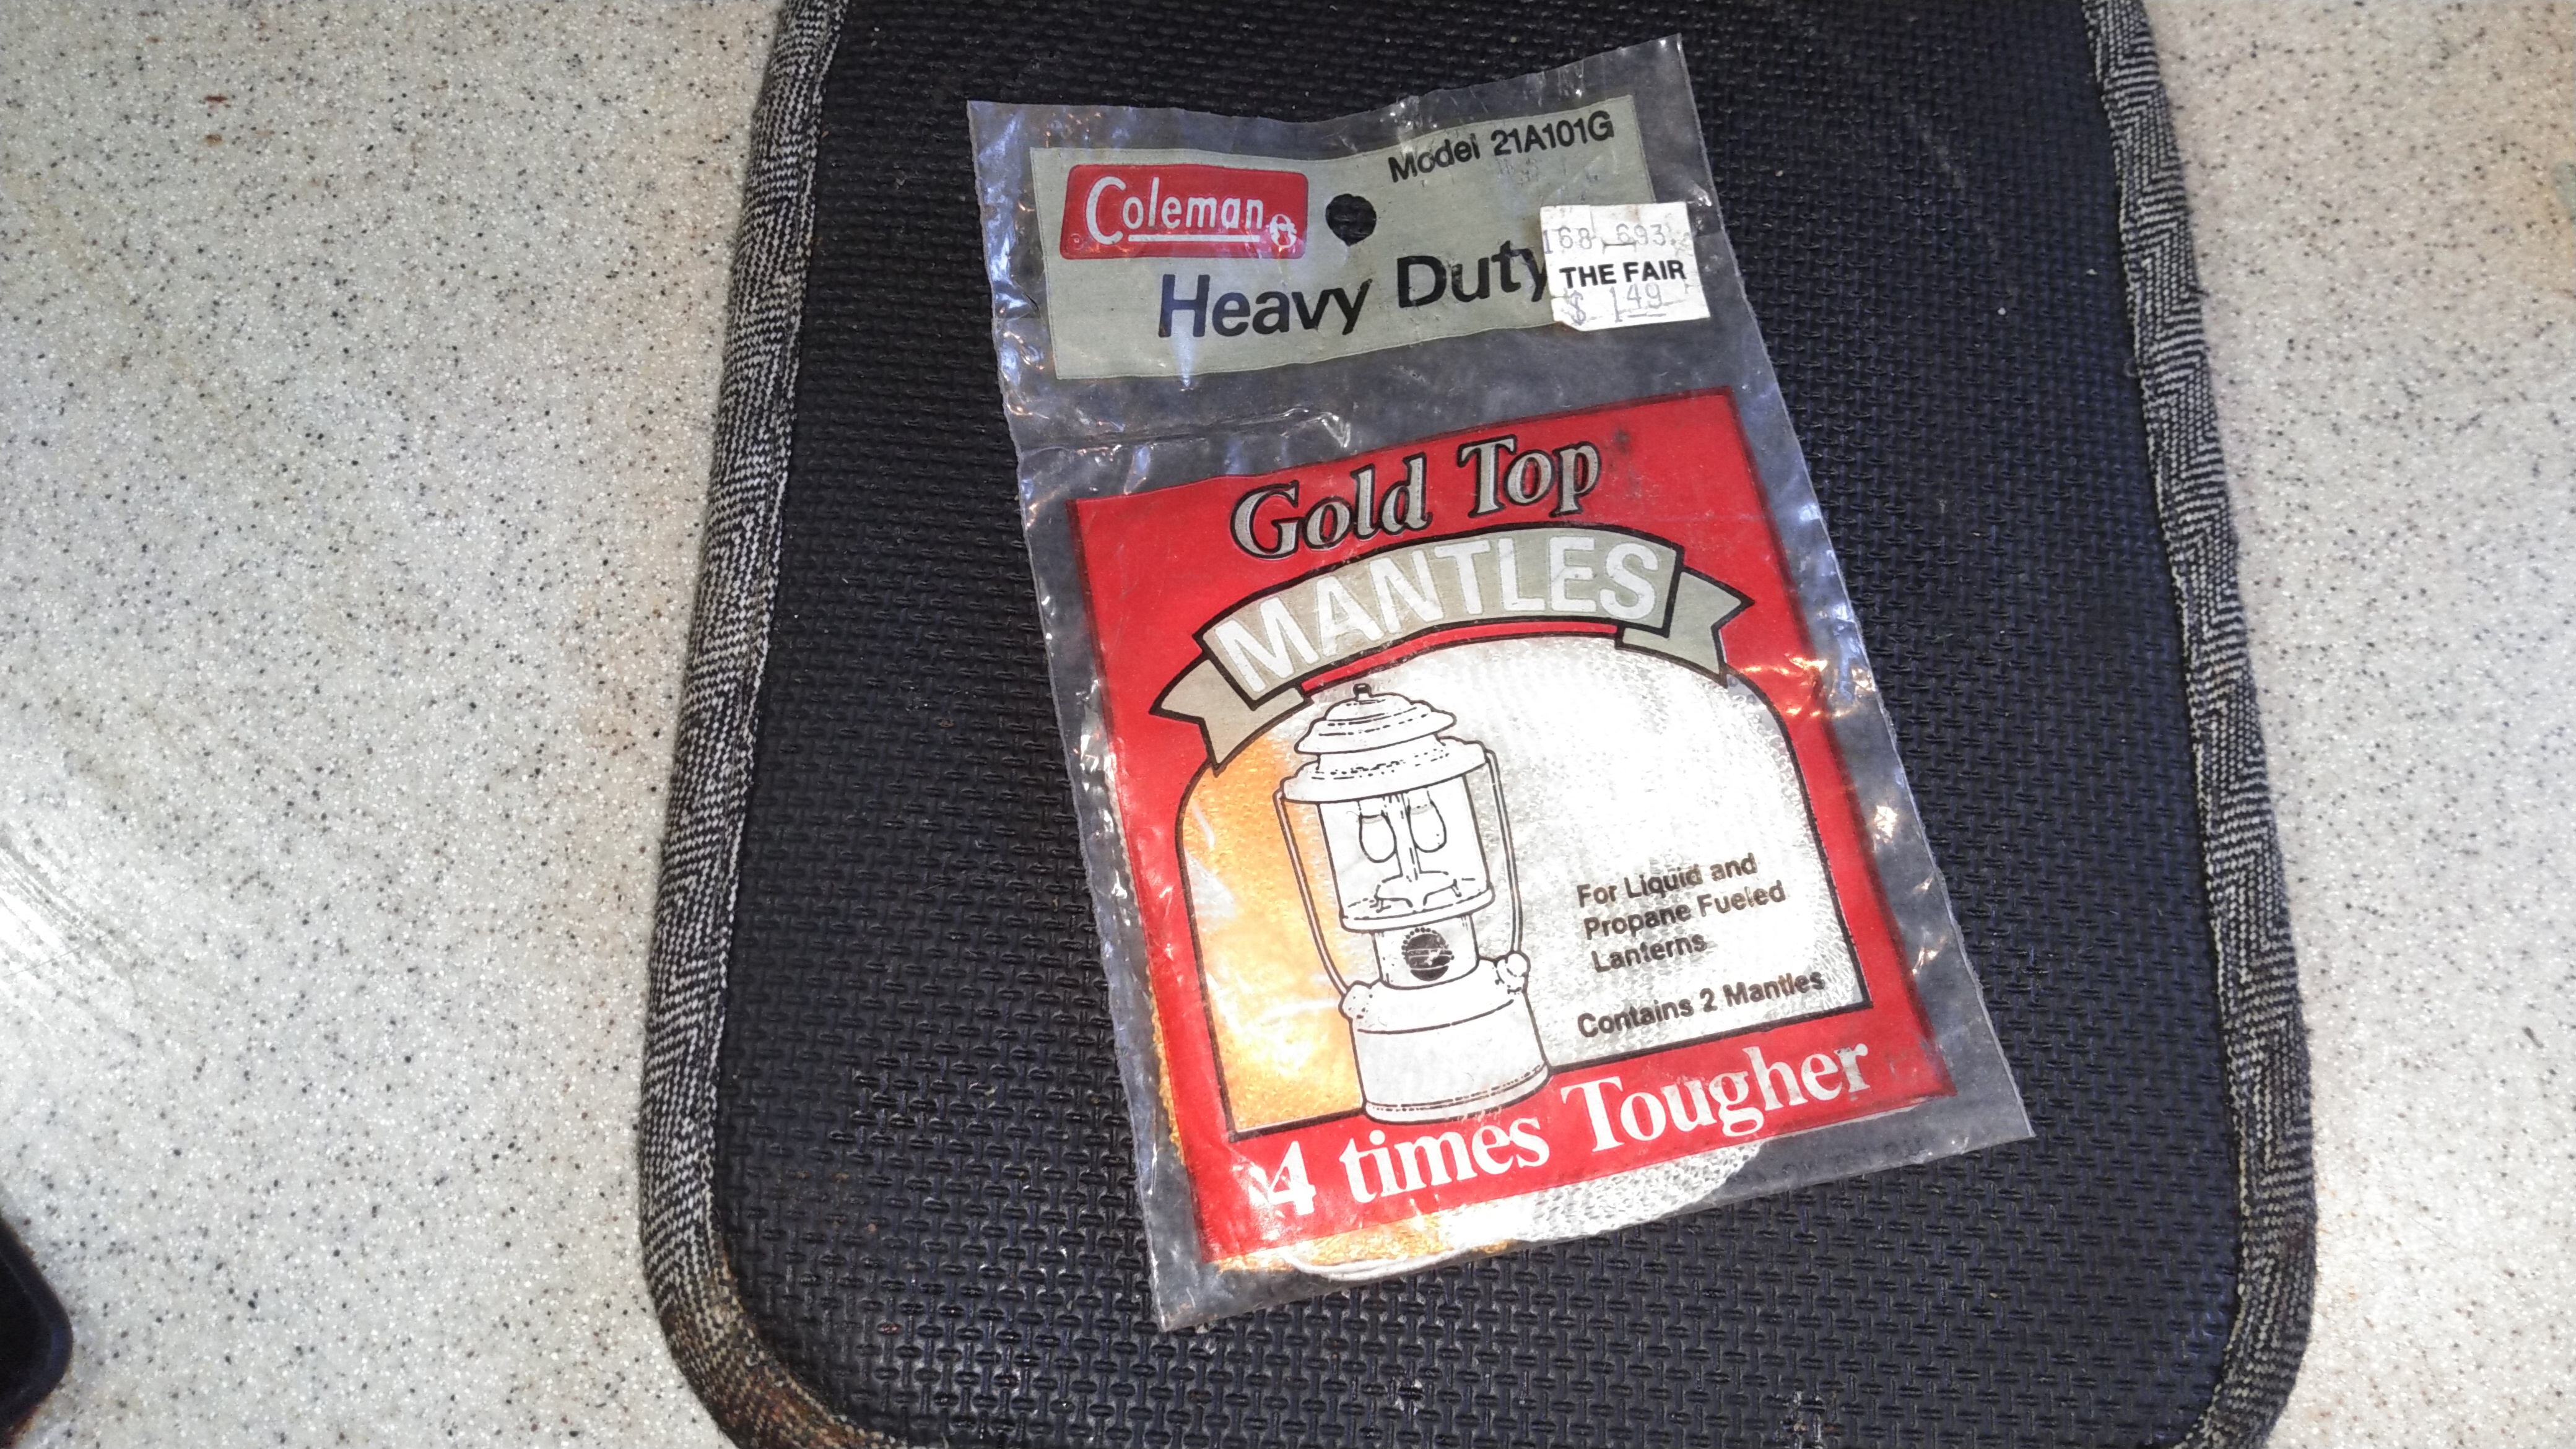 Coleman
Model 21A101G
Heavy Duty
168 693
THE FAIR
$ 1.49
Gold Top
MANTLES
For Liquid and
Propane Fueled
Lanterns
Contains 2 Mantles
4 times Tougher